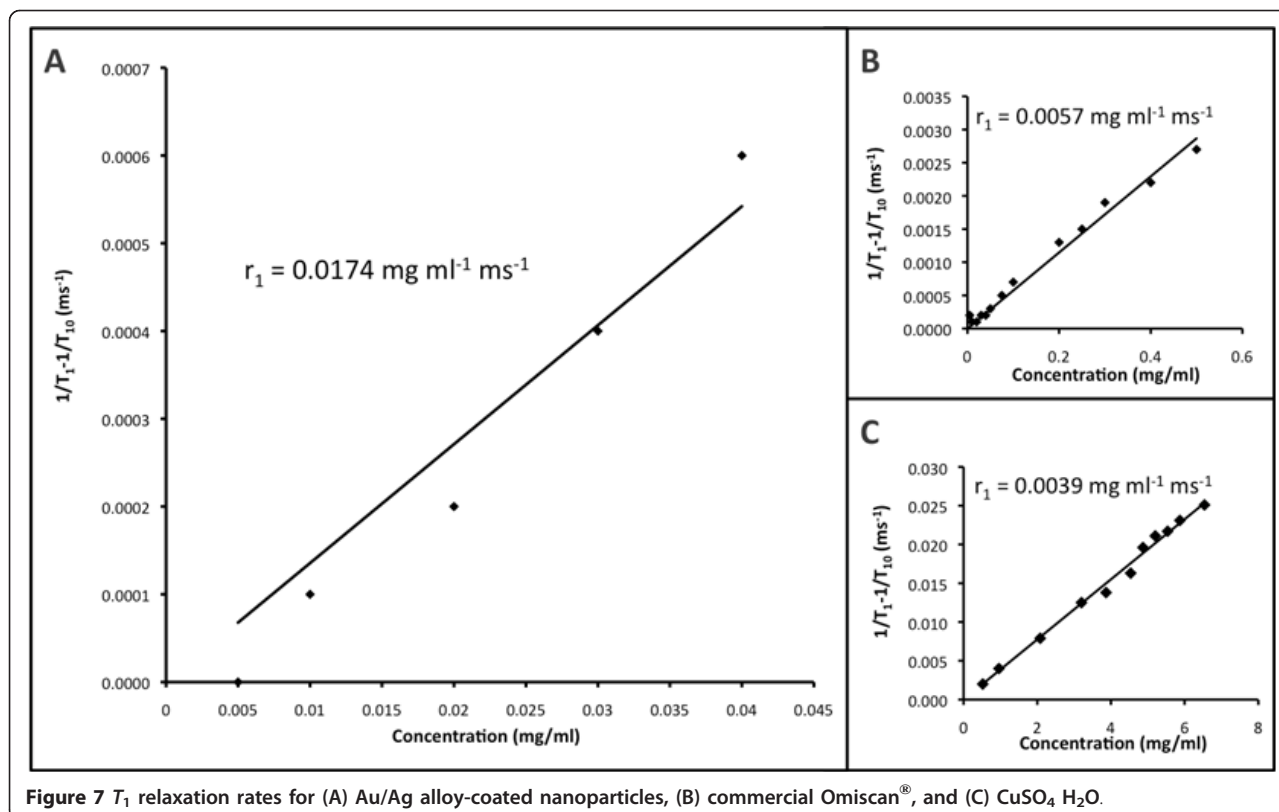 A
0.0007
0.0006
0.0005
0.0004
0.0003
0.0002
0.0001
0.0000
1/T₁-1/T₁₀ (ms⁻¹)
r₁ = 0.0174 mg ml⁻¹ ms⁻¹
0 0.005 0.01 0.015 0.02 0.025 0.03 0.035 0.04 0.045
Concentration (mg/ml)
B
0.0035
0.0030
0.0025
0.0020
0.0015
0.0010
0.0005
0.0000
1/T₁-1/T₁₀ (ms⁻¹)
r₁ = 0.0057 mg ml⁻¹ ms⁻¹
0 0.2 0.4 0.6
Concentration (mg/ml)
C
0.030
0.025
0.020
0.015
0.010
0.005
0.000
1/T₁-1/T₁₀ (ms⁻¹)
r₁ = 0.0039 mg ml⁻¹ ms⁻¹
0 2 4 6 8
Concentration (mg/ml)
Figure 7 T₁ relaxation rates for (A) Au/Ag alloy-coated nanoparticles, (B) commercial Omiscan®, and (C) CuSO₄ H₂O.